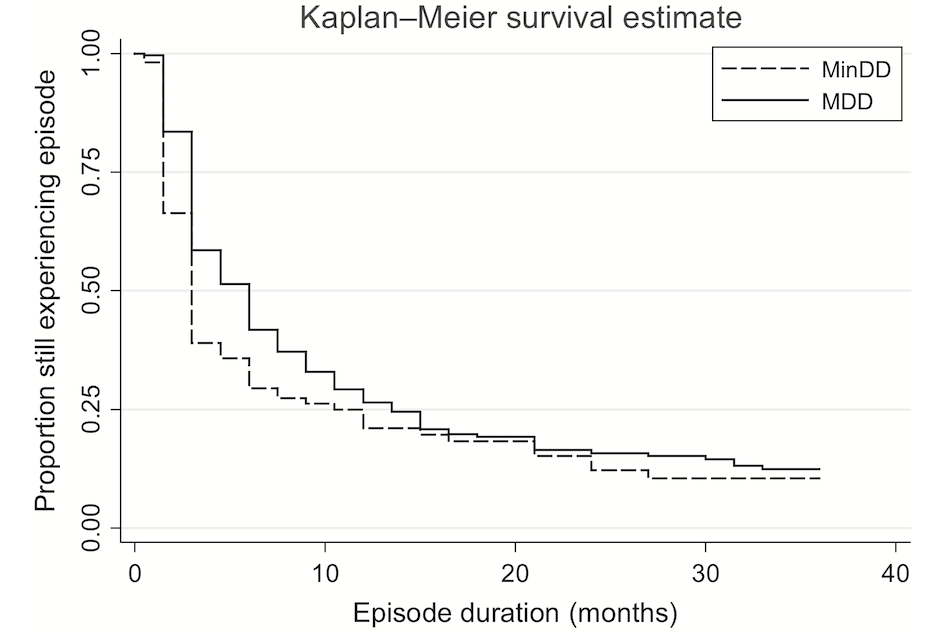 Kaplan–Meier survival estimate
MinDD
MDD
Proportion still experiencing episode
1.00
0.75
0.50
0.25
0.00
0 10 20 30 40
Episode duration (months)